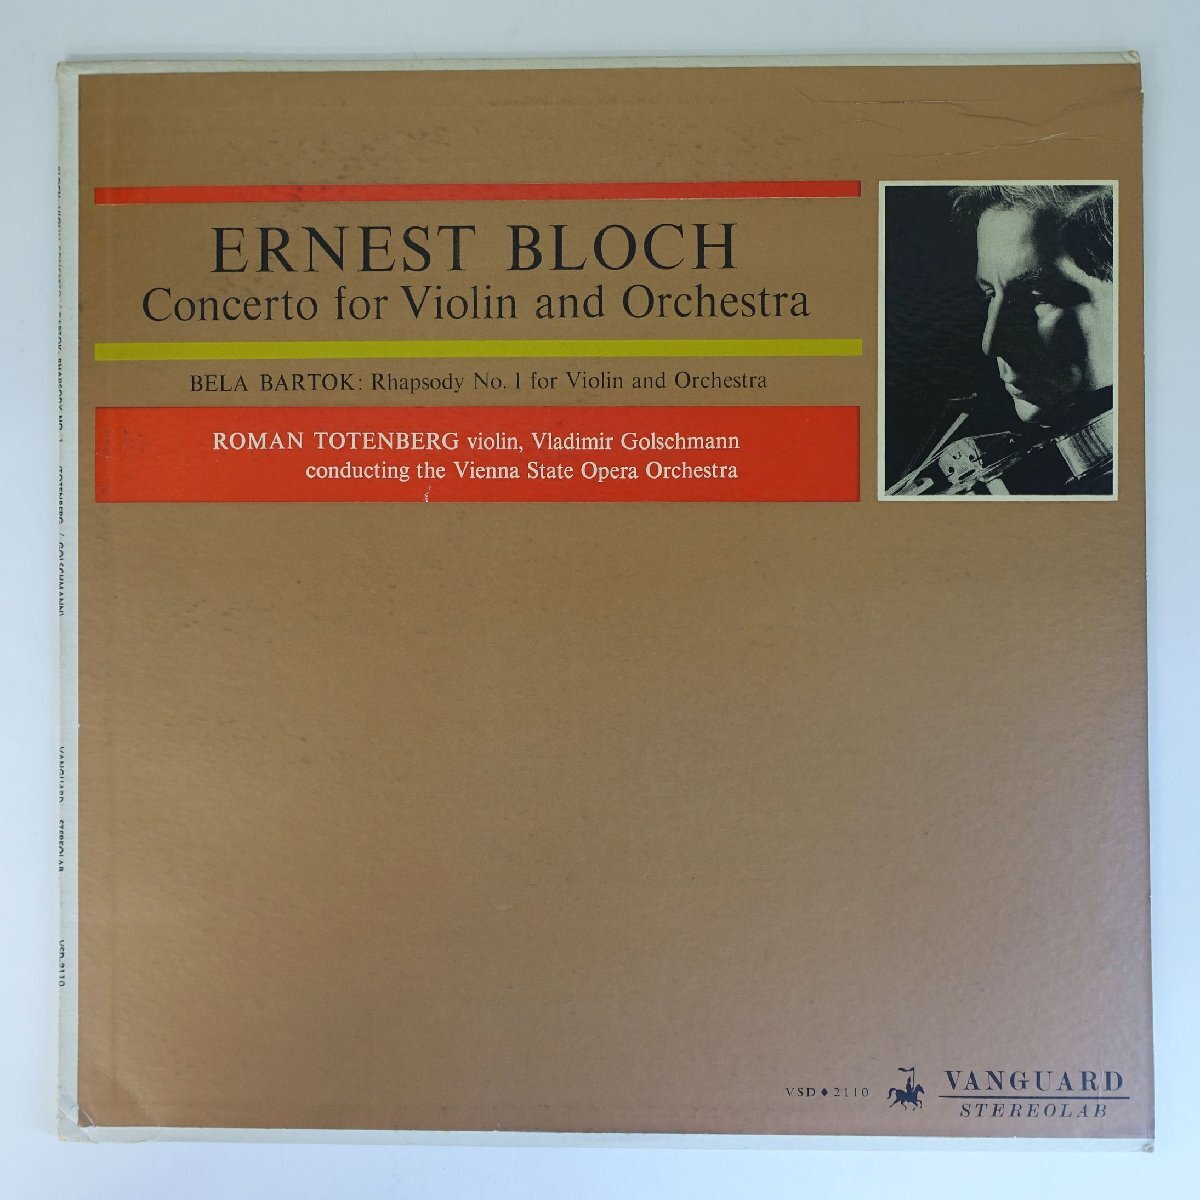 ERNEST BLOCH
Concerto for Violin and Orchestra
BELA BARTOK: Rhapsody No. 1 for Violin and Orchestra
ROMAN TOTENBERG violin, Vladimir Golschmann
conducting the Vienna State Opera Orchestra
VSD♦2110
VANGUARD
STEREOLAB